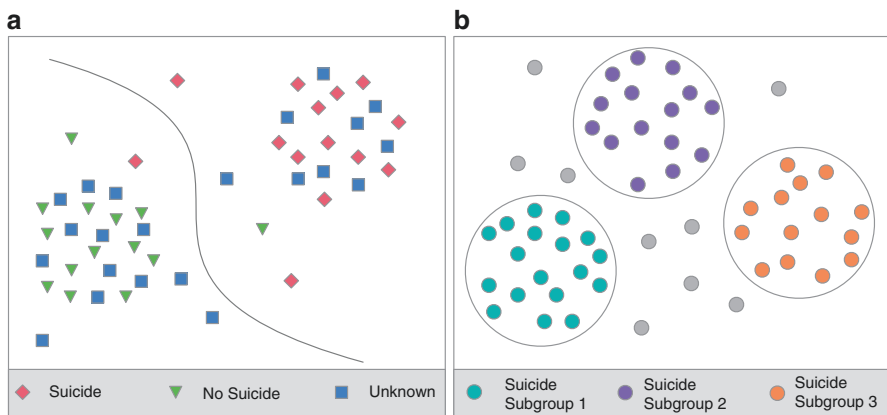 a
b
Suicide
No Suicide
Unknown
Suicide
Subgroup 1
Suicide
Subgroup 2
Suicide
Subgroup 3